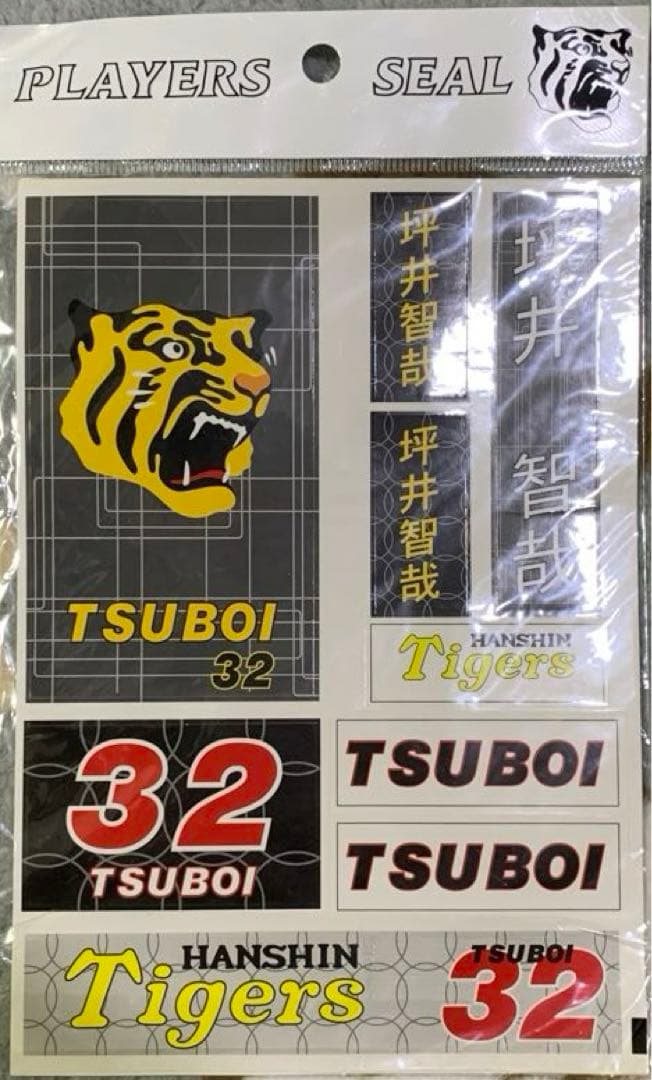 PLAYERS SEAL
TSUBOI
32
坪井智哉
坪井智哉
坪井 智哉
HANSHIN
Tigers
32
TSUBOI
TSUBOI
TSUBOI
HANSHIN
Tigers
TSUBOI
32